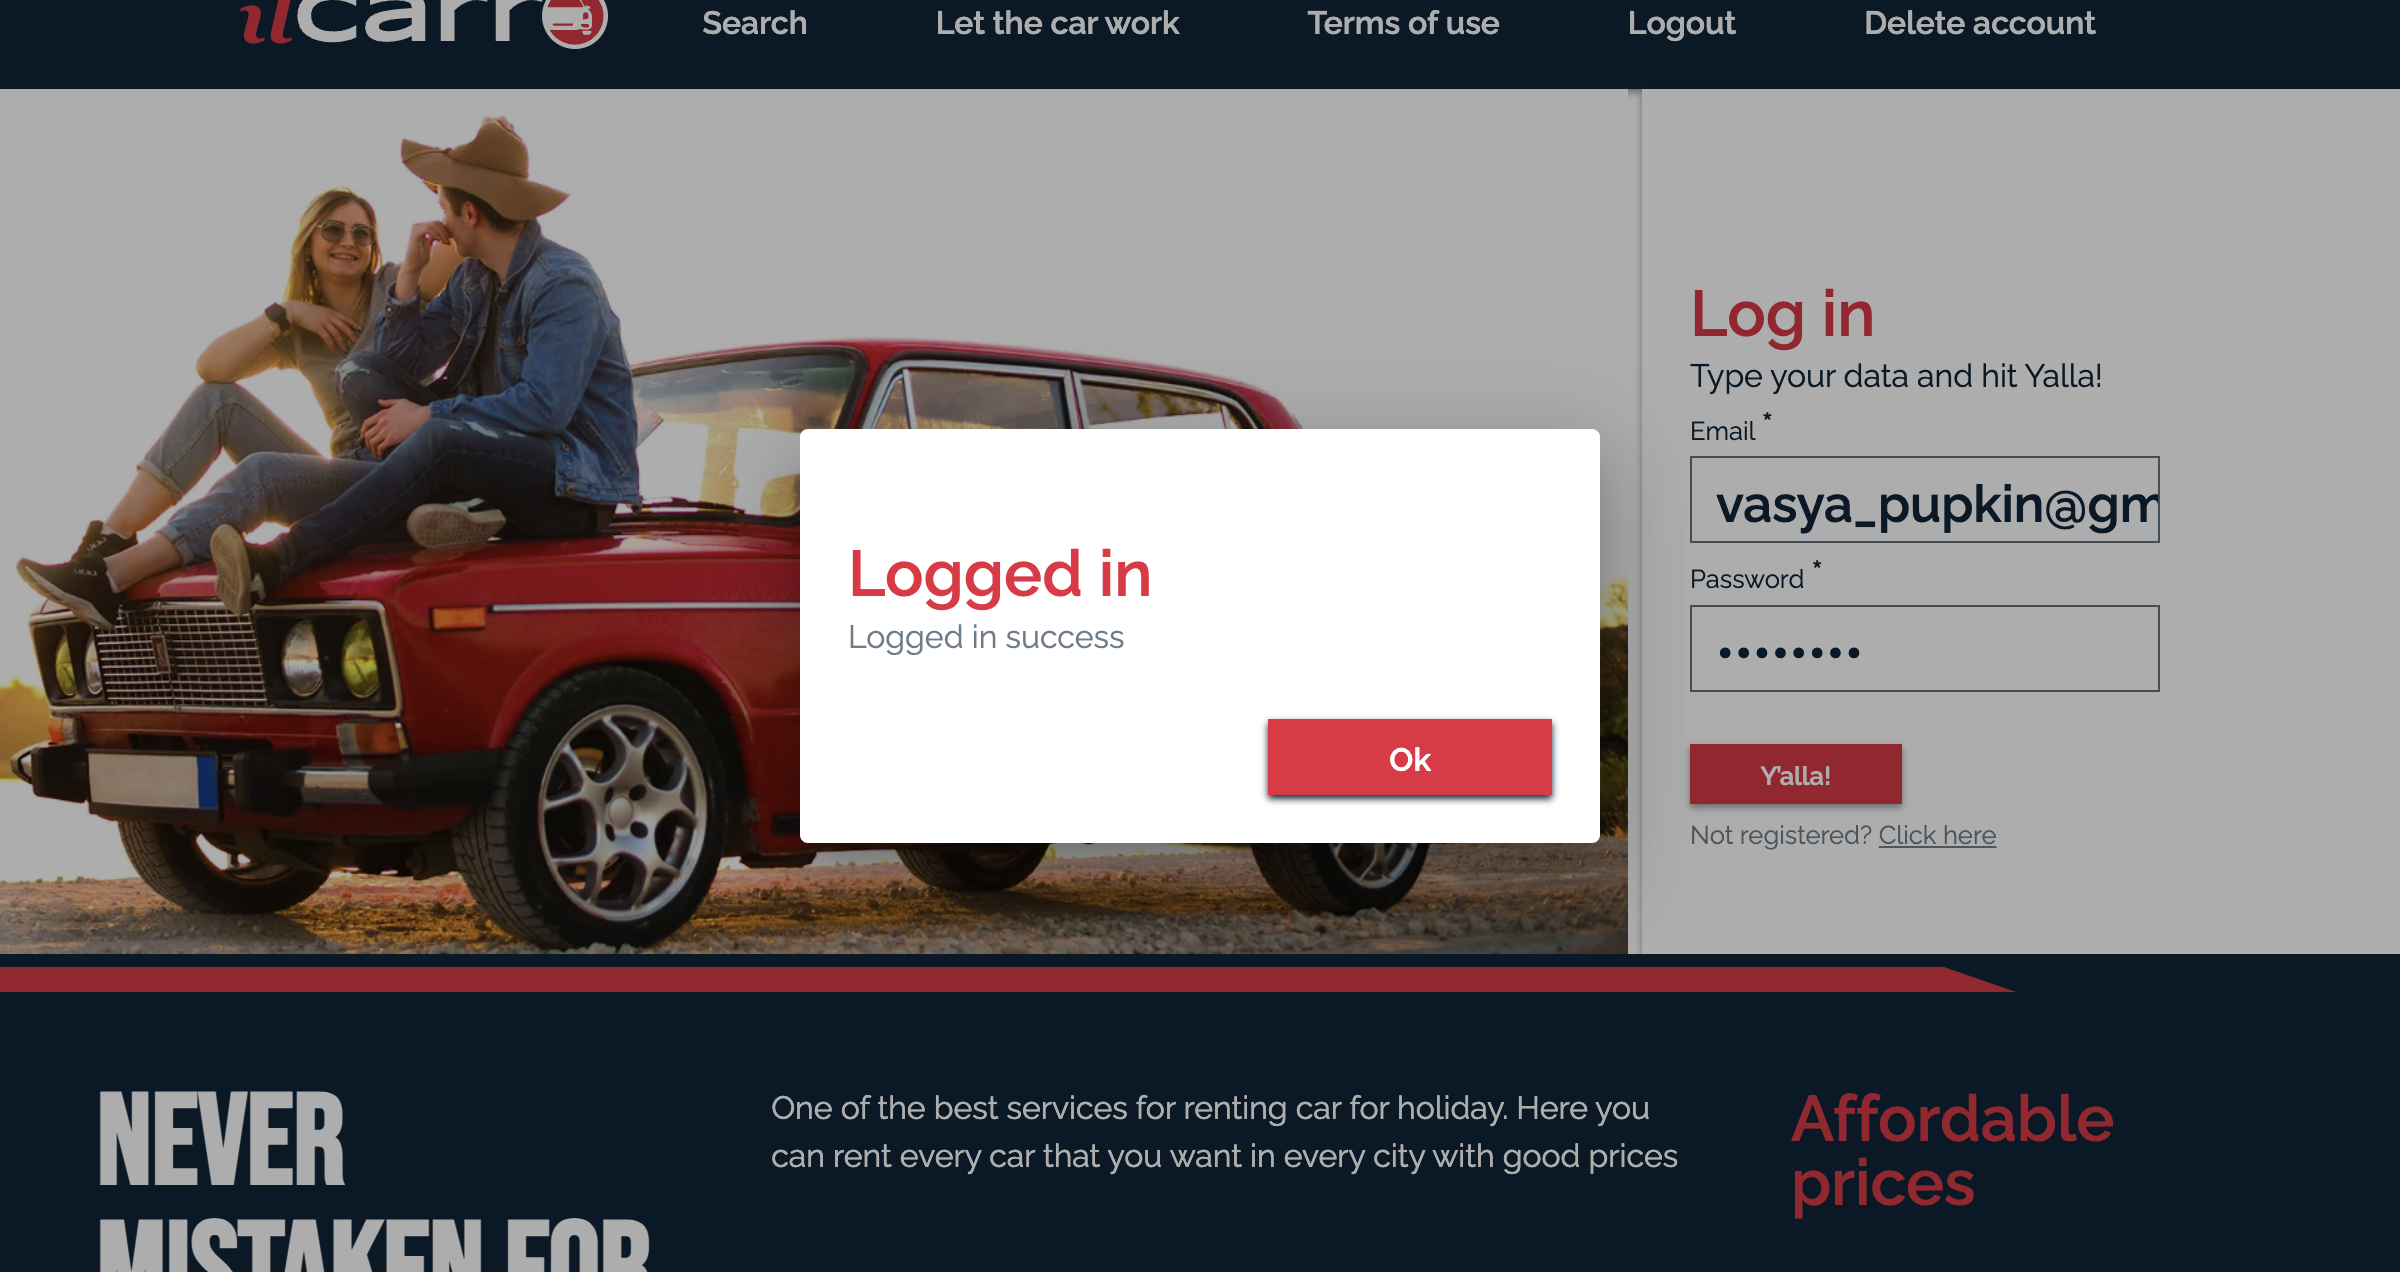 ilcarro
Search
Let the car work
Terms of use
Logout
Delete account
Log in
Type your data and hit Yalla!
Email *
vasya_pupkin@gm
Password *
••••••••
Y'alla!
Not registered? Click here
Logged in
Logged in success
Ok
NEVER
MISTAKEN FOR
One of the best services for renting car for holiday. Here you
can rent every car that you want in every city with good prices
Affordable
prices